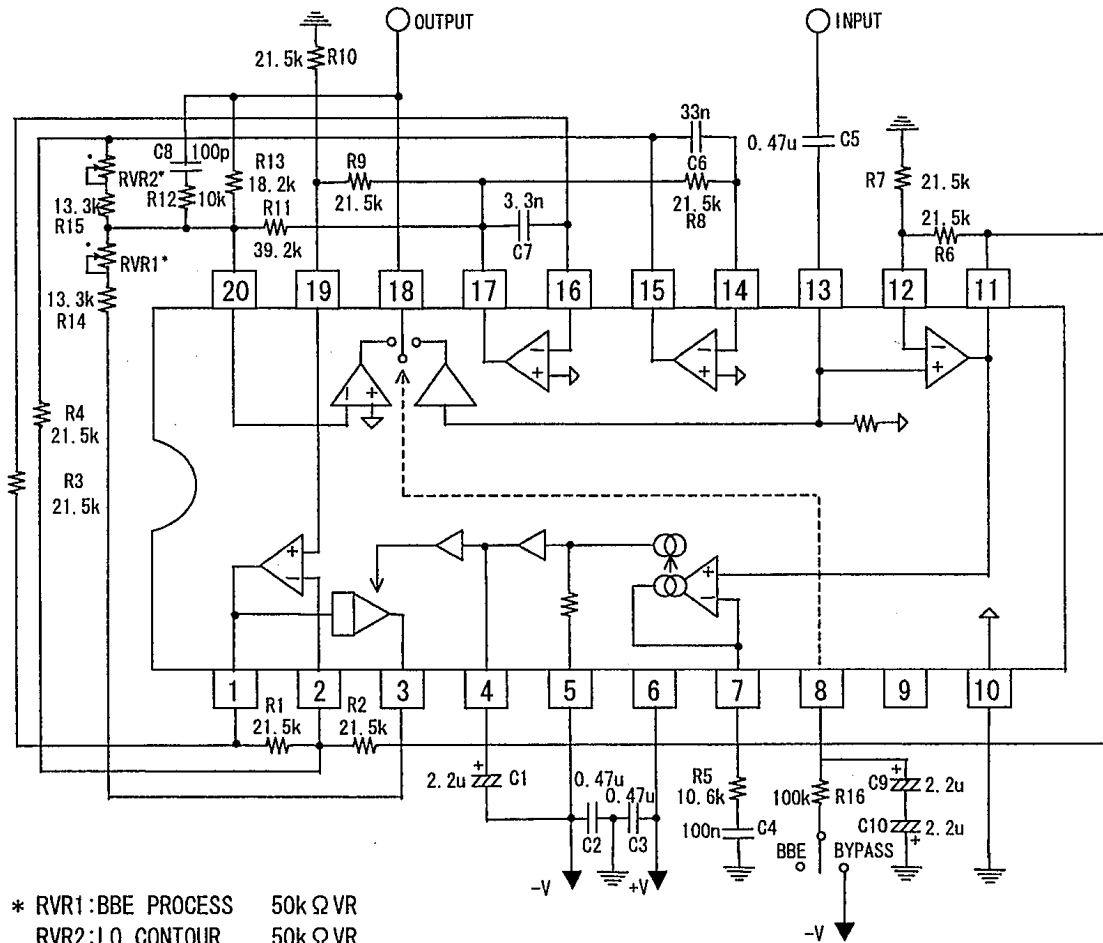 OUTPUT
INPUT
21.5k R10
33n
C8 100p
R13
18.2k
R9
21.5k
C6
0.47u C5
R7 21.5k
RVR2*
R12 10k
R11
39.2k
3.3n
C7
21.5k
R8
21.5k
R6
13.3k
R15
RVR1*
13.3k
R14
20 19 18 17 16 15 14 13 12 11
R4
21.5k
R3
21.5k
1 2 3 4 5 6 7 8 9 10
R1
21.5k
R2
21.5k
2.2u C1
0.47u
0.47u
C2 C3
R5
10.6k
100n C4
100k R16
C9 2.2u
C10 2.2u
BBE BYPASS
-V +V
-V
* RVR1:BBE PROCESS 50kΩVR
RVR2:LO CONTOUR 50kΩVR